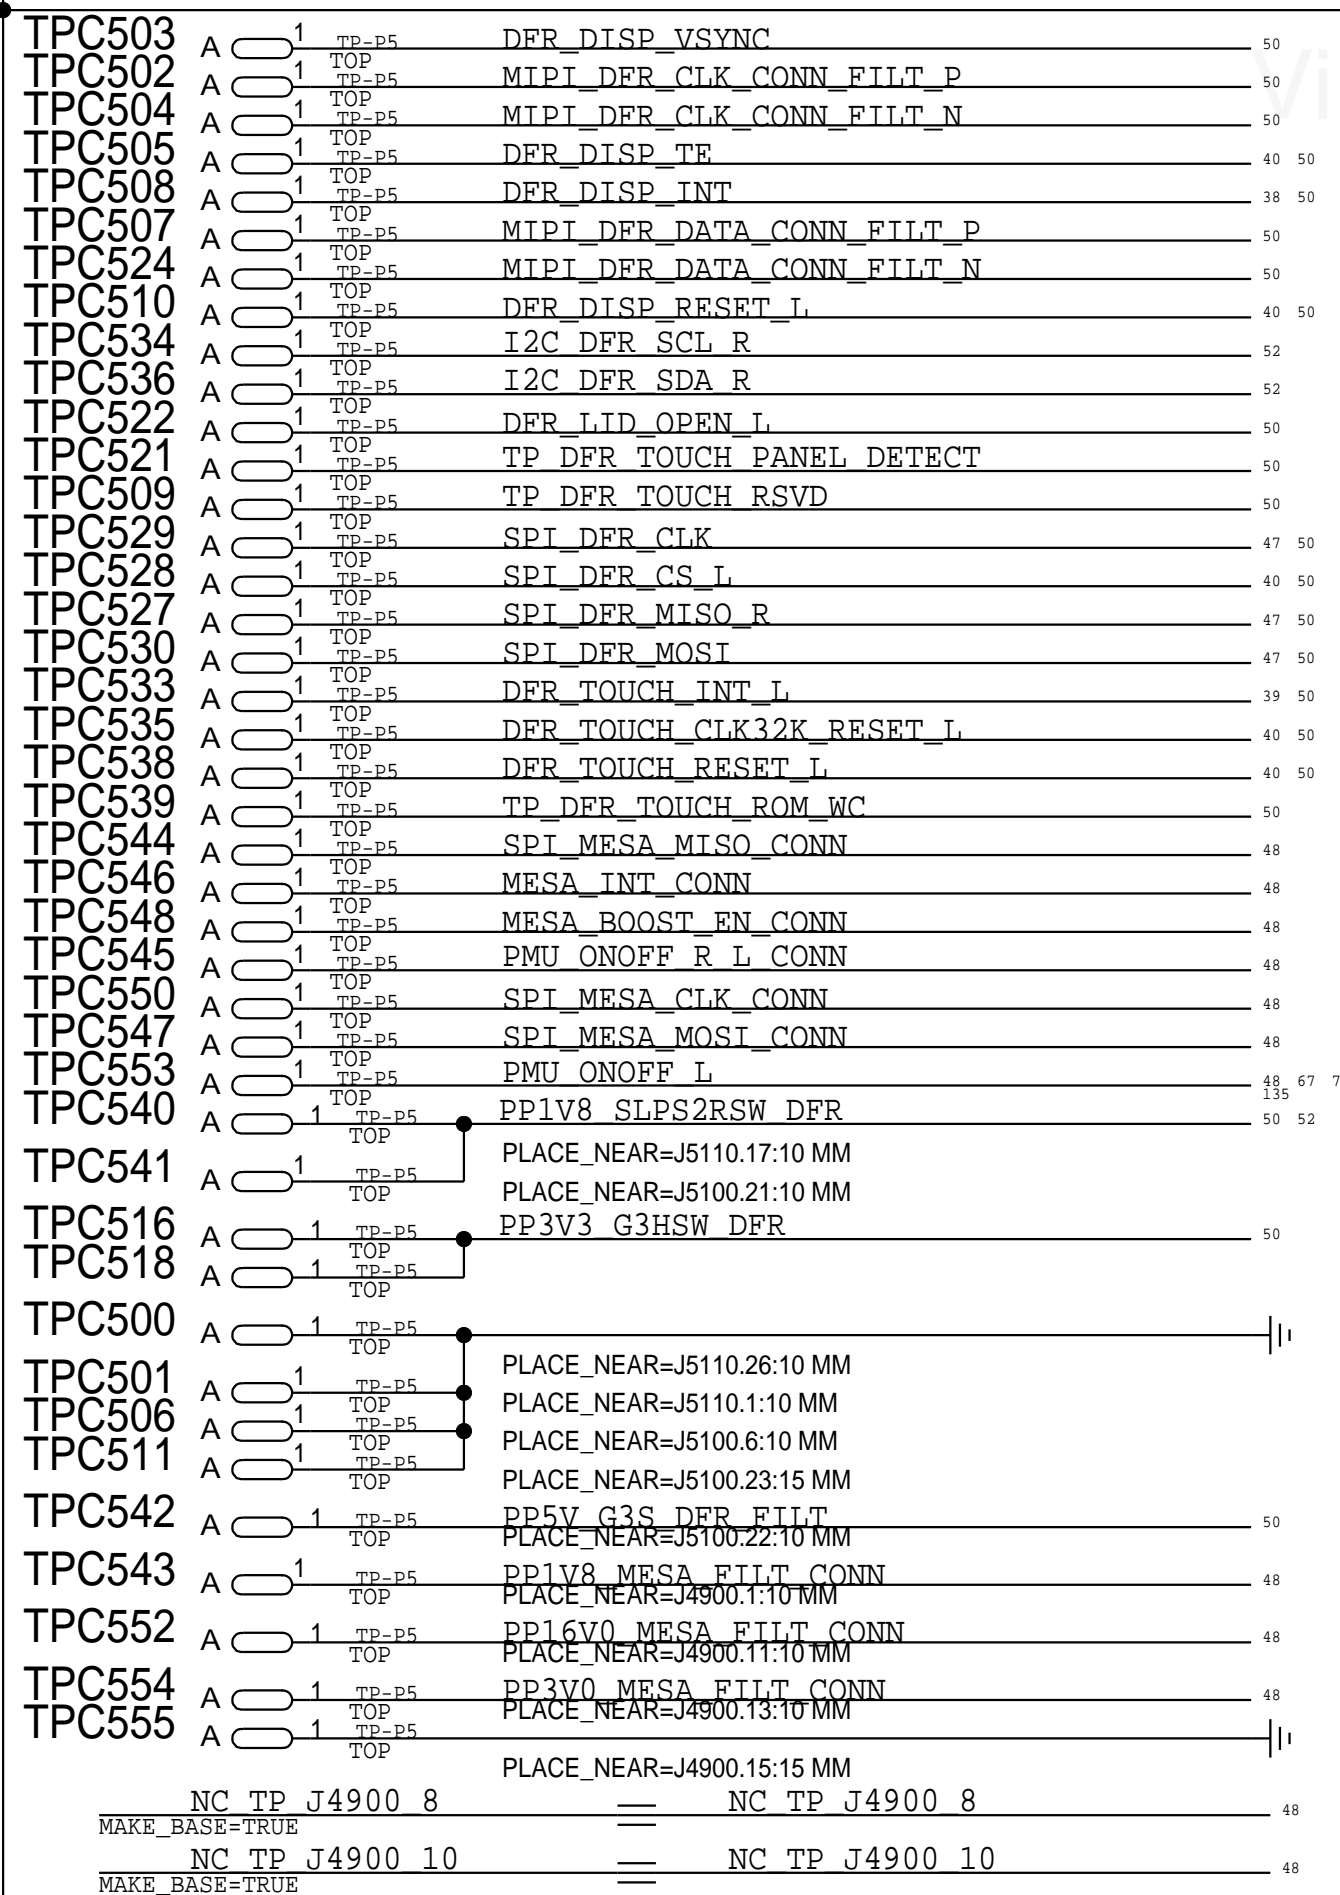 Vi
TPC503 A 1 TP-P5 TOP DFR_DISP_VSYNC 50
TPC502 A 1 TP-P5 TOP MIPI_DFR_CLK_CONN_FILT_P 50
TPC504 A 1 TP-P5 TOP MIPI_DFR_CLK_CONN_FILT_N 50
TPC505 A 1 TP-P5 TOP DFR_DISP_TE 40 50
TPC508 A 1 TP-P5 TOP DFR_DISP_INT 38 50
TPC507 A 1 TP-P5 TOP MIPI_DFR_DATA_CONN_FILT_P 50
TPC524 A 1 TP-P5 TOP MIPI_DFR_DATA_CONN_FILT_N 50
TPC510 A 1 TP-P5 TOP DFR_DISP_RESET_L 40 50
TPC534 A 1 TP-P5 TOP I2C_DFR_SCL_R 52
TPC536 A 1 TP-P5 TOP I2C_DFR_SDA_R 52
TPC522 A 1 TP-P5 TOP DFR_LID_OPEN_L 50
TPC521 A 1 TP-P5 TOP TP_DFR_TOUCH_PANEL_DETECT 50
TPC509 A 1 TP-P5 TOP TP_DFR_TOUCH_RSVD 50
TPC529 A 1 TP-P5 TOP SPI_DFR_CLK 47 50
TPC528 A 1 TP-P5 TOP SPI_DFR_CS_L 40 50
TPC527 A 1 TP-P5 TOP SPI_DFR_MISO_R 47 50
TPC530 A 1 TP-P5 TOP SPI_DFR_MOSI 47 50
TPC533 A 1 TP-P5 TOP DFR_TOUCH_INT_L 39 50
TPC535 A 1 TP-P5 TOP DFR_TOUCH_CLK32K_RESET_L 40 50
TPC538 A 1 TP-P5 TOP DFR_TOUCH_RESET_L 40 50
TPC539 A 1 TP-P5 TOP TP_DFR_TOUCH_ROM_WC 50
TPC544 A 1 TP-P5 TOP SPI_MESA_MISO_CONN 48
TPC546 A 1 TP-P5 TOP MESA_INT_CONN 48
TPC548 A 1 TP-P5 TOP MESA_BOOST_EN_CONN 48
TPC545 A 1 TP-P5 TOP PMU_ONOFF_R_L_CONN 48
TPC550 A 1 TP-P5 TOP SPI_MESA_CLK_CONN 48
TPC547 A 1 TP-P5 TOP SPI_MESA_MOSI_CONN 48
TPC553 A 1 TP-P5 TOP PMU_ONOFF_L 48 67 7
135
TPC540 A 1 TP-P5 TOP PP1V8_SLPS2RSW_DFR 50 52
PLACE_NEAR=J5110.17:10 MM
TPC541 A 1 TP-P5 TOP
PLACE_NEAR=J5100.21:10 MM
TPC516 A 1 TP-P5 TOP PP3V3_G3HSW_DFR 50
TPC518 A 1 TP-P5 TOP
TPC500 A 1 TP-P5 TOP
PLACE_NEAR=J5110.26:10 MM
TPC501 A 1 TP-P5 TOP
PLACE_NEAR=J5110.1:10 MM
TPC506 A 1 TP-P5 TOP
PLACE_NEAR=J5100.6:10 MM
TPC511 A 1 TP-P5 TOP
PLACE_NEAR=J5100.23:15 MM
TPC542 A 1 TP-P5 TOP PP5V_G3S_DFR_FILT 50
PLACE_NEAR=J5100.22:10 MM
TPC543 A 1 TP-P5 TOP PP1V8_MESA_FILT_CONN 48
PLACE_NEAR=J4900.1:10 MM
TPC552 A 1 TP-P5 TOP PP16V0_MESA_FILT_CONN 48
PLACE_NEAR=J4900.11:10 MM
TPC554 A 1 TP-P5 TOP PP3V0_MESA_FILT_CONN 48
PLACE_NEAR=J4900.13:10 MM
TPC555 A 1 TP-P5 TOP
PLACE_NEAR=J4900.15:15 MM
NC_TP_J4900_8 NC_TP_J4900_8 48
MAKE_BASE=TRUE
NC_TP_J4900_10 NC_TP_J4900_10 48
MAKE_BASE=TRUE